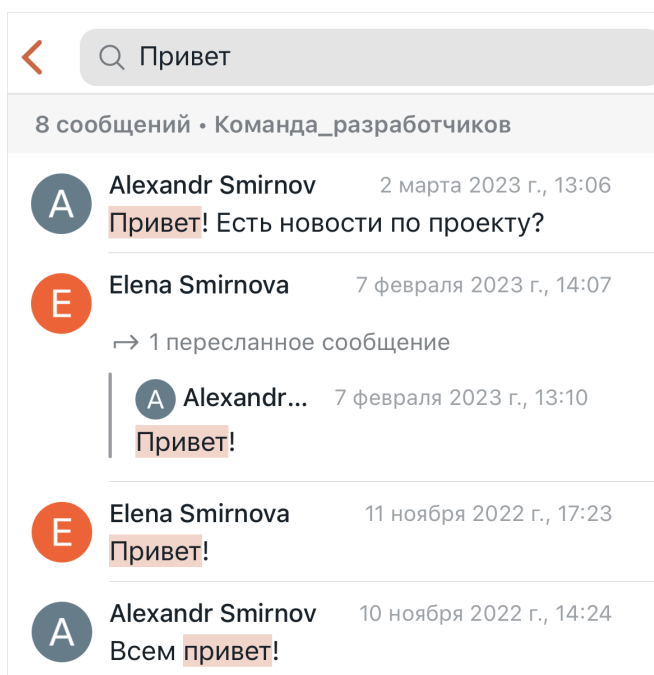 Привет
8 сообщений • Команда_разработчиков
A
Alexandr Smirnov 2 марта 2023 г., 13:06
Привет! Есть новости по проекту?
E
Elena Smirnova 7 февраля 2023 г., 14:07
1 пересланное сообщение
A Alexandr... 7 февраля 2023 г., 13:10
Привет!
E
Elena Smirnova 11 ноября 2022 г., 17:23
Привет!
A
Alexandr Smirnov 10 ноября 2022 г., 14:24
Всем привет!